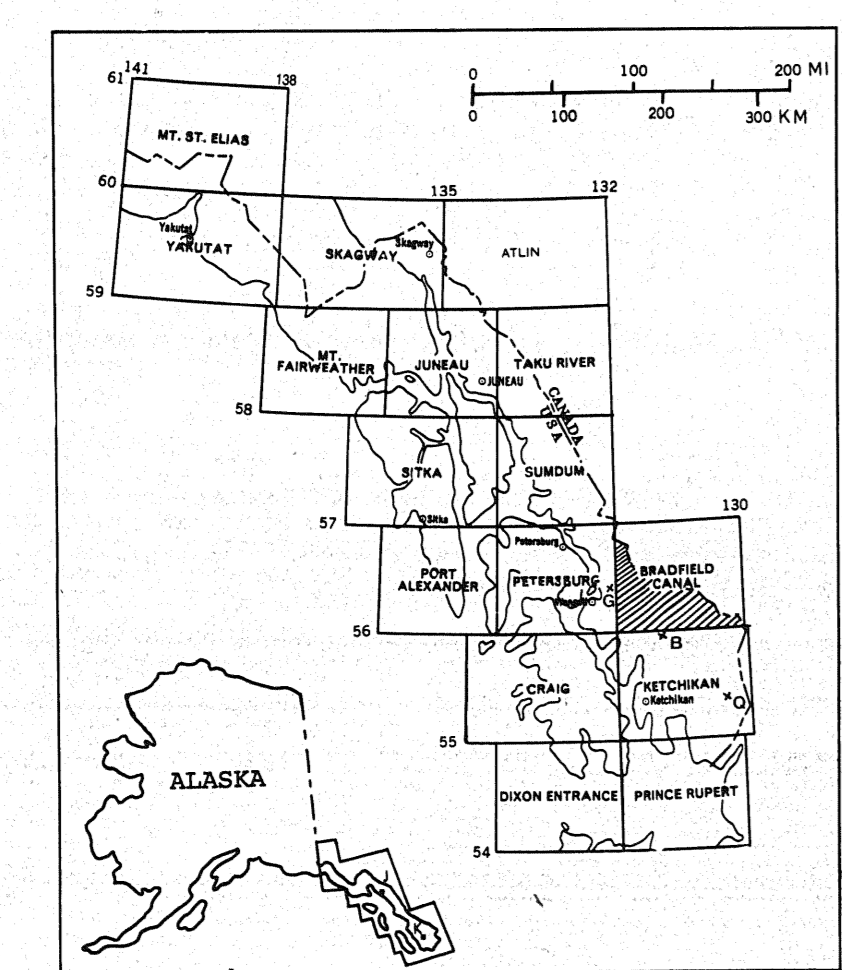 141
61
138
0 100 200 MI
0 100 200 300 KM
MT. ST. ELIAS
60
135
132
Yakutat
YAKUTAT
Skagway
SKAGWAY
ATLIN
59
MT.
FAIRWEATHER
JUNEAU
TAKU RIVER
JUNEAU
58
CANADA
USA
SITKA
SUMDUM
Sitka
57
130
Petersburg
PORT
ALEXANDER
PETERSBURG
BRADFIELD
CANAL
Wrangell
G
56
B
CRAIG
KETCHIKAN
Ketchikan
Q
55
ALASKA
DIXON ENTRANCE
PRINCE RUPERT
54
J
K